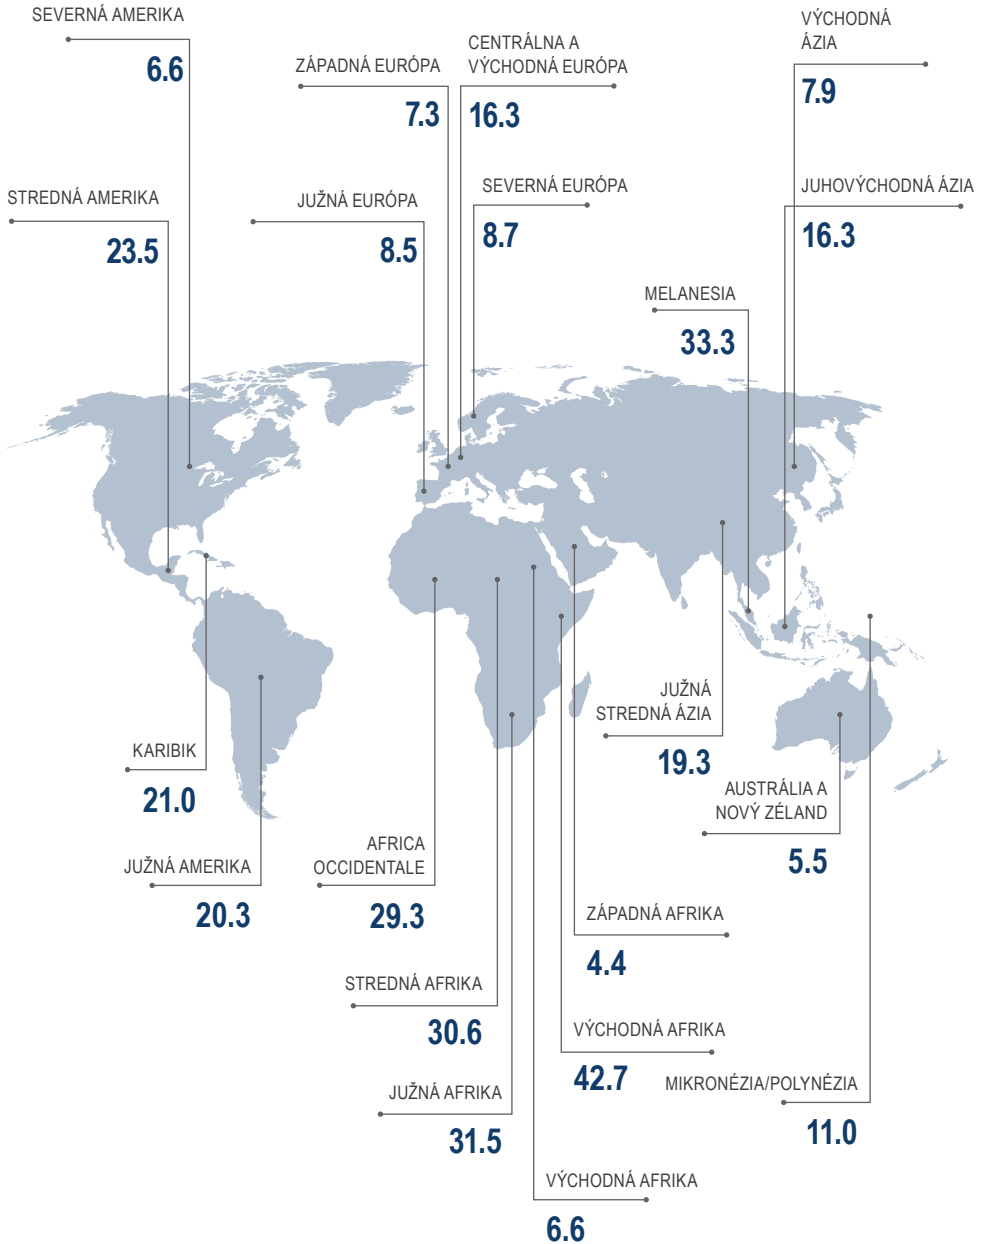 SEVERNÁ AMERIKA
6.6
ZÁPADNÁ EURÓPA
7.3
CENTRÁLNA A
VÝCHODNÁ EURÓPA
16.3
VÝCHODNÁ
ÁZIA
7.9
STREDNÁ AMERIKA
23.5
JUŽNÁ EURÓPA
8.5
SEVERNÁ EURÓPA
8.7
JUHOVÝCHODNÁ ÁZIA
16.3
MELANESIA
33.3
JUŽNÁ
STREDNÁ ÁZIA
19.3
KARIBIK
21.0
AUSTRÁLIA A
NOVÝ ZÉLAND
5.5
JUŽNÁ AMERIKA
20.3
AFRICA
OCCIDENTALE
29.3
ZÁPADNÁ AFRIKA
4.4
STREDNÁ AFRIKA
30.6
VÝCHODNÁ AFRIKA
42.7
MIKRONÉZIA/POLYNÉZIA
11.0
JUŽNÁ AFRIKA
31.5
VÝCHODNÁ AFRIKA
6.6